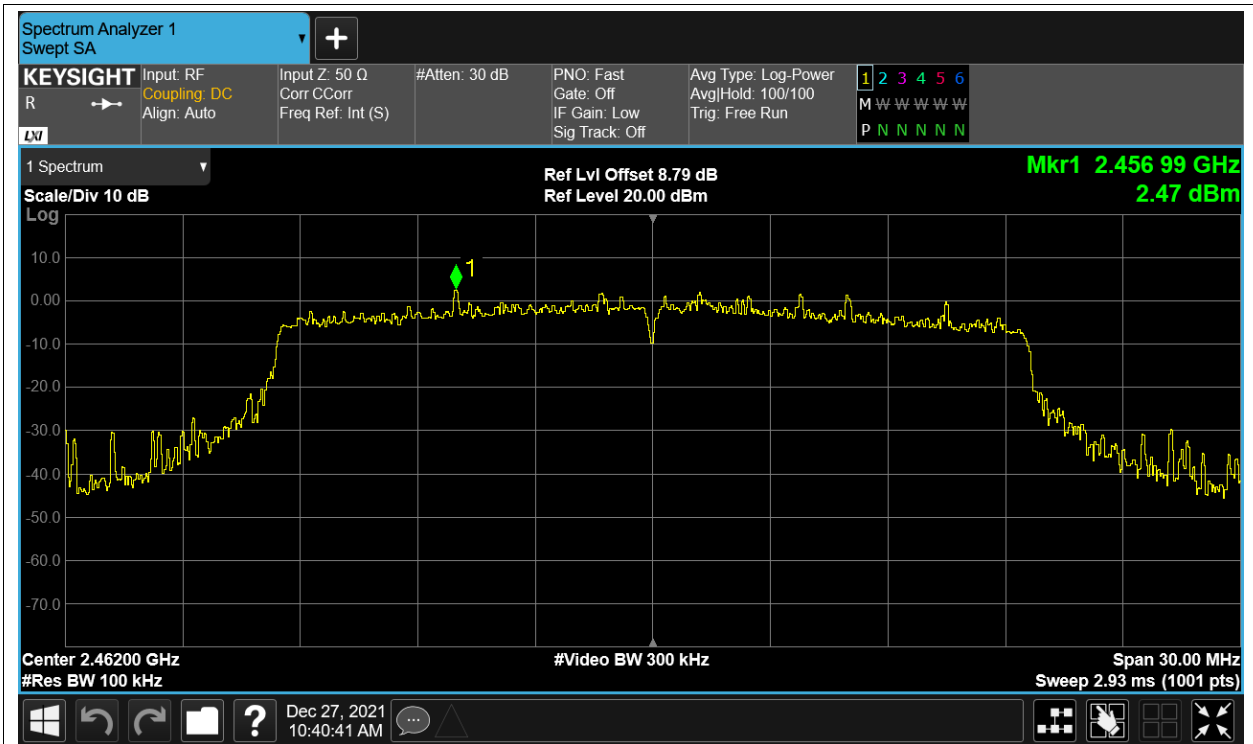 Spectrum Analyzer 1
Swept SA
+
KEYSIGHT
R
LXI
Input: RF
Coupling: DC
Align: Auto
Input Z: 50 Ω
Corr CCorr
Freq Ref: Int (S)
#Atten: 30 dB
PNO: Fast
Gate: Off
IF Gain: Low
Sig Track: Off
Avg Type: Log-Power
Avg|Hold: 100/100
Trig: Free Run
1 2 3 4 5 6
M W W W W W
P N N N N N
1 Spectrum
Scale/Div 10 dB
Log
Ref Lvl Offset 8.79 dB
Ref Level 20.00 dBm
Mkr1 2.456 99 GHz
2.47 dBm
1
10.0
0.00
-10.0
-20.0
-30.0
-40.0
-50.0
-60.0
-70.0
Center 2.46200 GHz
#Res BW 100 kHz
#Video BW 300 kHz
Span 30.00 MHz
Sweep 2.93 ms (1001 pts)
?
Dec 27, 2021
10:40:41 AM